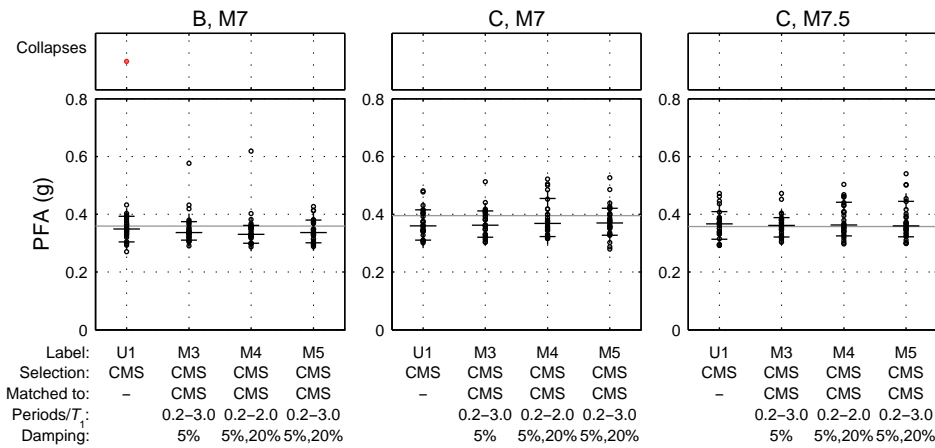 B, M7 C, M7 C, M7.5
Collapses
0.8 0.8 0.8
0.6 0.6 0.6
0.4 0.4 0.4
0.2 0.2 0.2
0 0 0
PFA (g)
Label: U1 M3 M4 M5 U1 M3 M4 M5 U1 M3 M4 M5
Selection: CMS CMS CMS CMS CMS CMS CMS CMS CMS CMS CMS CMS
Matched to: – CMS CMS CMS – CMS CMS CMS – CMS CMS CMS
Periods/T1: 0.2−3.0 0.2−2.0 0.2−3.0 0.2−3.0 0.2−2.0 0.2−3.0 0.2−3.0 0.2−2.0 0.2−3.0
Damping: 5% 5%,20% 5%,20% 5% 5%,20% 5%,20% 5% 5%,20% 5%,20%